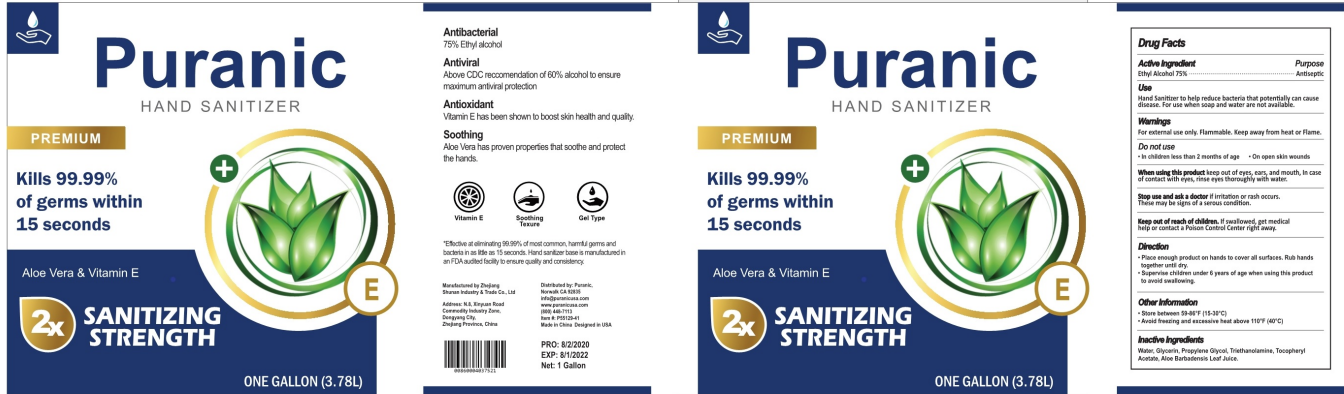 Puranic
HAND SANITIZER
PREMIUM
Kills 99.99%
of germs within
15 seconds
Aloe Vera & Vitamin E
E
2x
SANITIZING
STRENGTH
ONE GALLON (3.78L)
Antibacterial
75% Ethyl alcohol
Antiviral
Above CDC reccomendation of 60% alcohol to ensure
maximum antiviral protection
Antioxidant
Vitamin E has been shown to boost skin health and quality.
Soothing
Aloe Vera has proven properties that soothe and protect
the hands.
Vitamin E
Soothing
Texure
Gel Type
*Effective at eliminating 99.99% of most common, harmful germs and
bacteria in as little as 15 seconds. Hand sanitizer base is manufactured in
an FDA audited facility to ensure quality and consistency.
Manufactured by Zhejiang
Shunan Industry & Trade Co., Ltd
Address: N.8, Xinyuan Road
Commodity Industry Zone,
Dongyang City,
Zhejiang Province, China
Distributed by: Puranic,
Norwalk CA 92835
info@puranicusa.com
www.puranicusa.com
(800) 448-7113
Item #: P55129-41
Made in China Designed in USA
00860004037521
PRO: 8/2/2020
EXP: 8/1/2022
Net: 1 Gallon
Puranic
HAND SANITIZER
PREMIUM
Kills 99.99%
of germs within
15 seconds
Aloe Vera & Vitamin E
E
2x
SANITIZING
STRENGTH
ONE GALLON (3.78L)
Drug Facts
Active Ingredient Purpose
Ethyl Alcohol 75% Antiseptic
Use
Hand Sanitizer to help reduce bacteria that potentially can cause
disease. For use when soap and water are not available.
Warnings
For external use only. Flammable. Keep away from heat or Flame.
Do not use
• In children less than 2 months of age • On open skin wounds
When using this product keep out of eyes, ears, and mouth, In case
of contact with eyes, rinse eyes thoroughly with water.
Stop use and ask a doctor if irritation or rash occurs.
These may be signs of a serous condition.
Keep out of reach of children. If swallowed, get medical
help or contact a Poison Control Center right away.
Direction
• Place enough product on hands to cover all surfaces. Rub hands
together until dry.
• Supervise children under 6 years of age when using this product
to avoid swallowing.
Other Information
• Store between 59-86°F (15-30°C)
• Avoid freezing and excessive heat above 110°F (40°C)
Inactive Ingredients
Water, Glycerin, Propylene Glycol, Triethanolamine, Tocopheryl
Acetate, Aloe Barbadensis Leaf Juice.